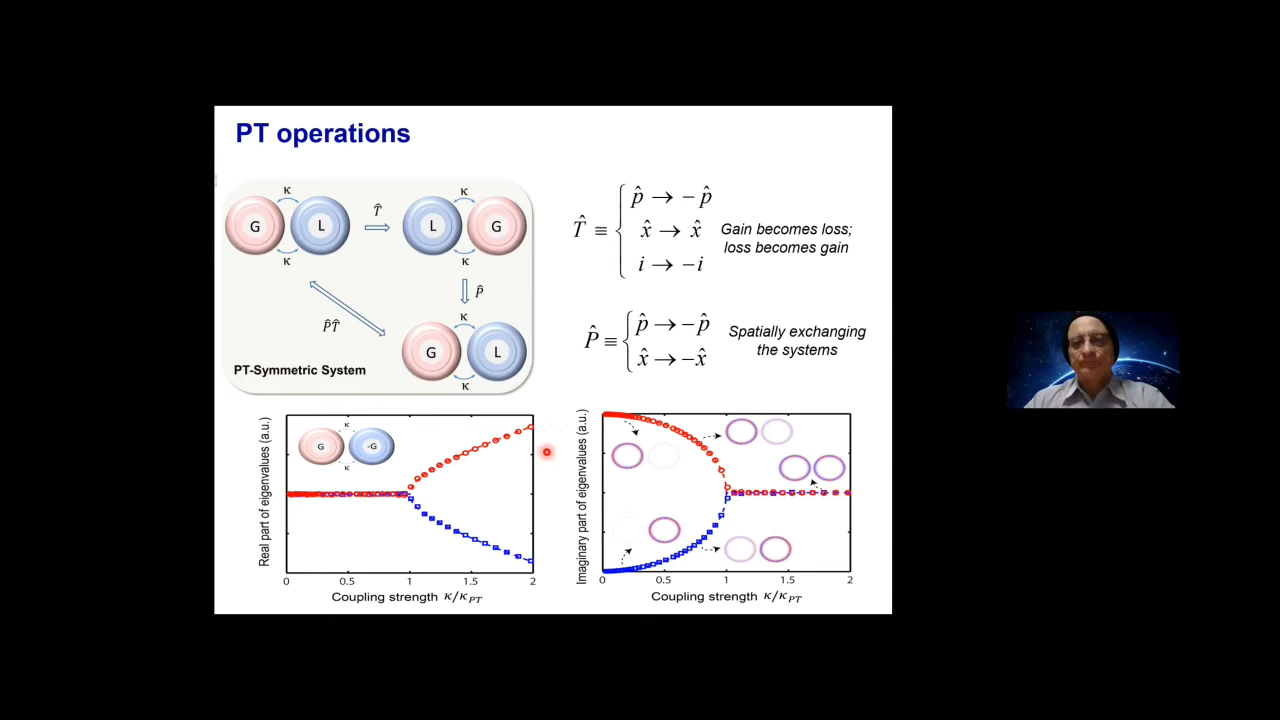 PT operations
κ
κ
G
L
T̂
L
G
κ
κ
P̂
κ
P̂T̂
G
L
κ
PT-Symmetric System
T̂ ≡ { p̂ → − p̂
x̂ → x̂
i → − i
Gain becomes loss;
loss becomes gain
P̂ ≡ { p̂ → − p̂
x̂ → − x̂
Spatially exchanging
the systems
Real part of eigenvalues (a.u.)
κ
G
-G
κ
0
0.5
1
1.5
2
Coupling strength κ/κ_PT
Imaginary part of eigenvalues (a.u.)
0
0.5
1
1.5
2
Coupling strength κ/κ_PT